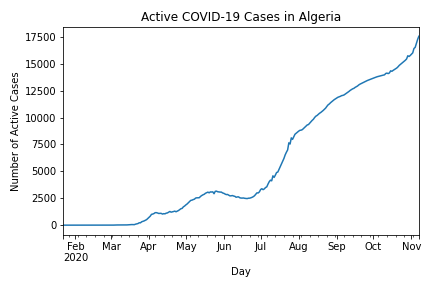 Active COVID-19 Cases in Algeria
Number of Active Cases
17500
15000
12500
10000
7500
5000
2500
0
Feb Mar Apr May Jun Jul Aug Sep Oct Nov
2020
Day